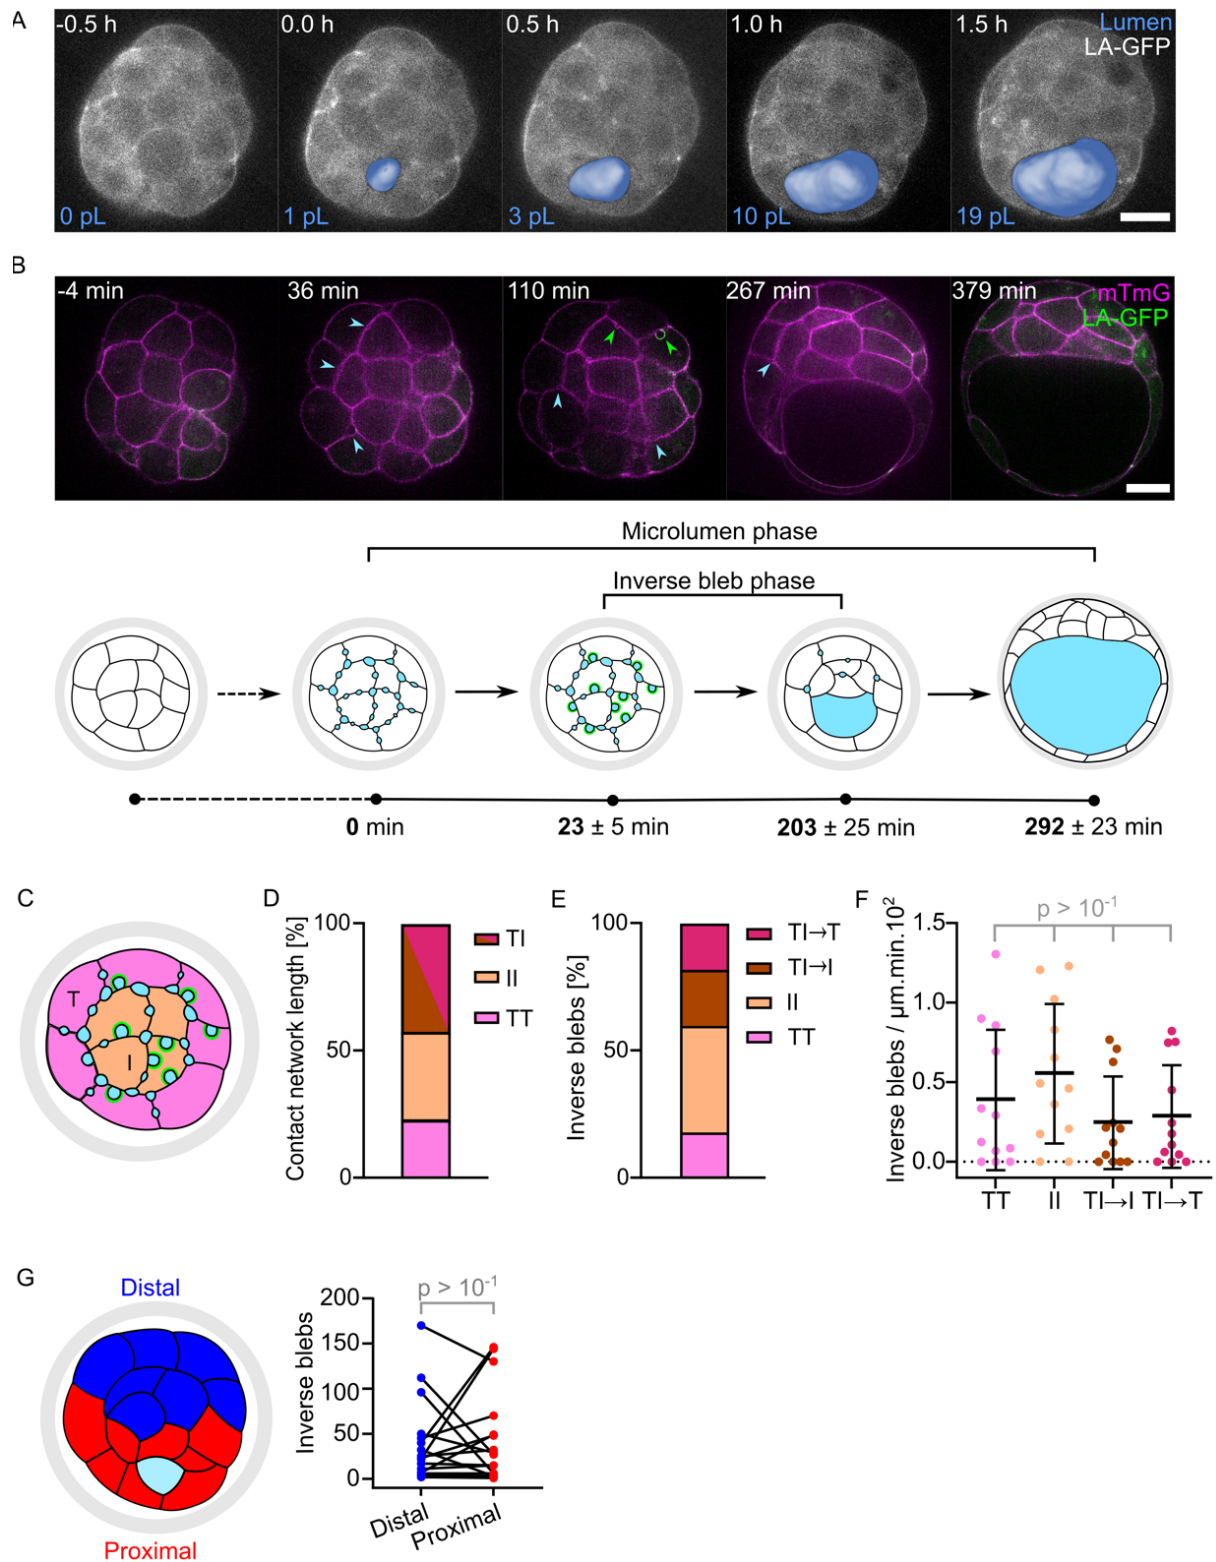 A
-0.5 h
0.0 h
0.5 h
1.0 h
1.5 h
Lumen
LA-GFP
0 pL
1 pL
3 pL
10 pL
19 pL
B
-4 min
36 min
110 min
267 min
379 min
mTmG
LA-GFP
Microlumen phase
Inverse bleb phase
0 min
23 ± 5 min
203 ± 25 min
292 ± 23 min
C
T
I
D
Contact network length [%]
100
50
0
TI
II
TT
E
Inverse blebs [%]
100
50
0
TI→T
TI→I
II
TT
F
Inverse blebs / μm.min.10²
p > 10⁻¹
1.5
1.0
0.5
0.0
TT II TI→I TI→T
G
Distal
Proximal
Inverse blebs
p > 10⁻¹
200
150
100
50
0
Distal
Proximal